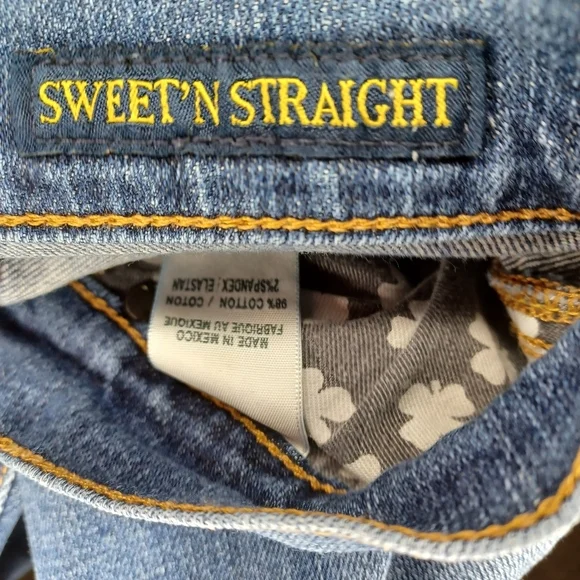 SWEET'N STRAIGHT
MADE IN MEXICO
FABRIQUE AU MEXIQUE
98% COTTON / COTON
2% SPANDEX / ELASTAN